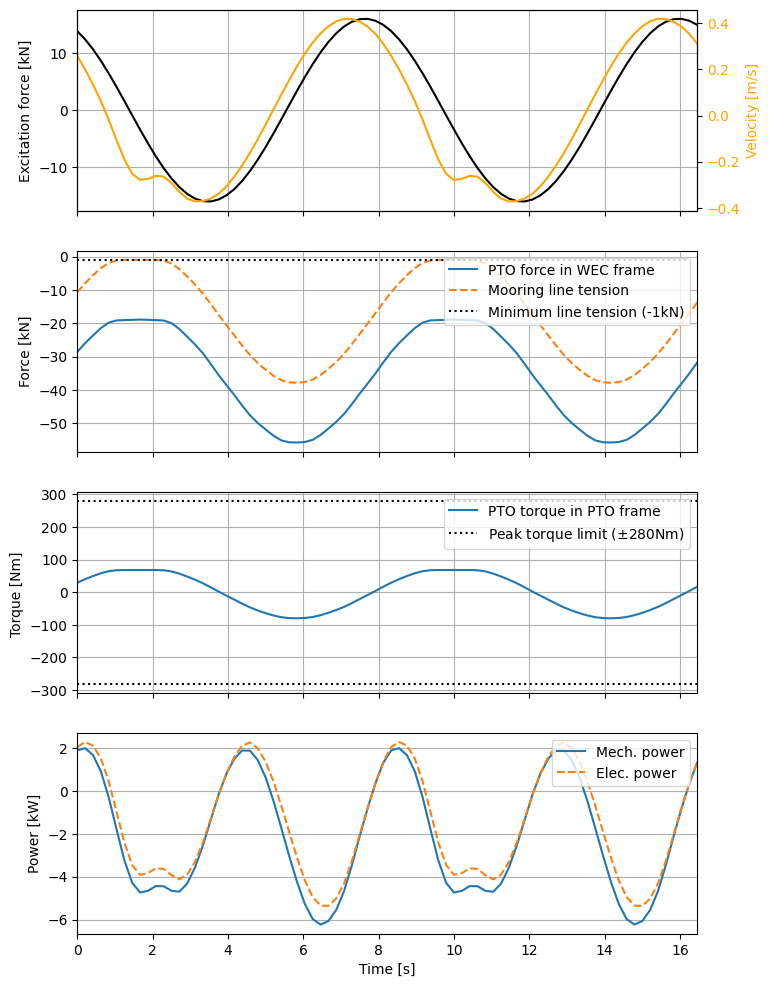 Excitation force [kN]
10
0
−10
0.4
0.2
0.0
−0.2
−0.4
Velocity [m/s]
Force [kN]
0
−10
−20
−30
−40
−50
PTO force in WEC frame
Mooring line tension
Minimum line tension (-1kN)
Torque [Nm]
300
200
100
0
−100
−200
−300
PTO torque in PTO frame
Peak torque limit (±280Nm)
Power [kW]
2
0
−2
−4
−6
Mech. power
Elec. power
0 2 4 6 8 10 12 14 16
Time [s]